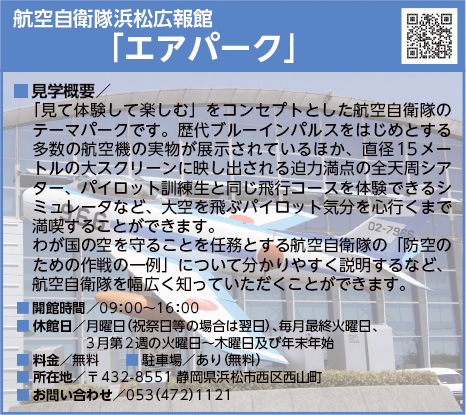 航空自衛隊浜松広報館
「エアパーク」
■見学概要／
「見て体験して楽しむ」をコンセプトとした航空自衛隊の
テーマパークです。歴代ブルーインパルスをはじめとする
多数の航空機の実物が展示されているほか、直径15メー
トルの大スクリーンに映し出される迫力満点の全天周シア
ター、パイロット訓練生と同じ飛行コースを体験できるシ
ミュレータなど、大空を飛ぶパイロット気分を心行くまで
満喫することができます。
わが国の空を守ることを任務とする航空自衛隊の「防空の
ための作戦の一例」について分かりやすく説明するなど、
航空自衛隊を幅広く知っていただくことができます。
■開館時間／09:00～16:00
■休館日／月曜日（祝祭日等の場合は翌日）、毎月最終火曜日、
3月第2週の火曜日～木曜日及び年末年始
■料金／無料 ■駐車場／あり（無料）
■所在地／〒432-8551 静岡県浜松市西区西山町
■お問い合わせ／053（472）1121
02-7966
966